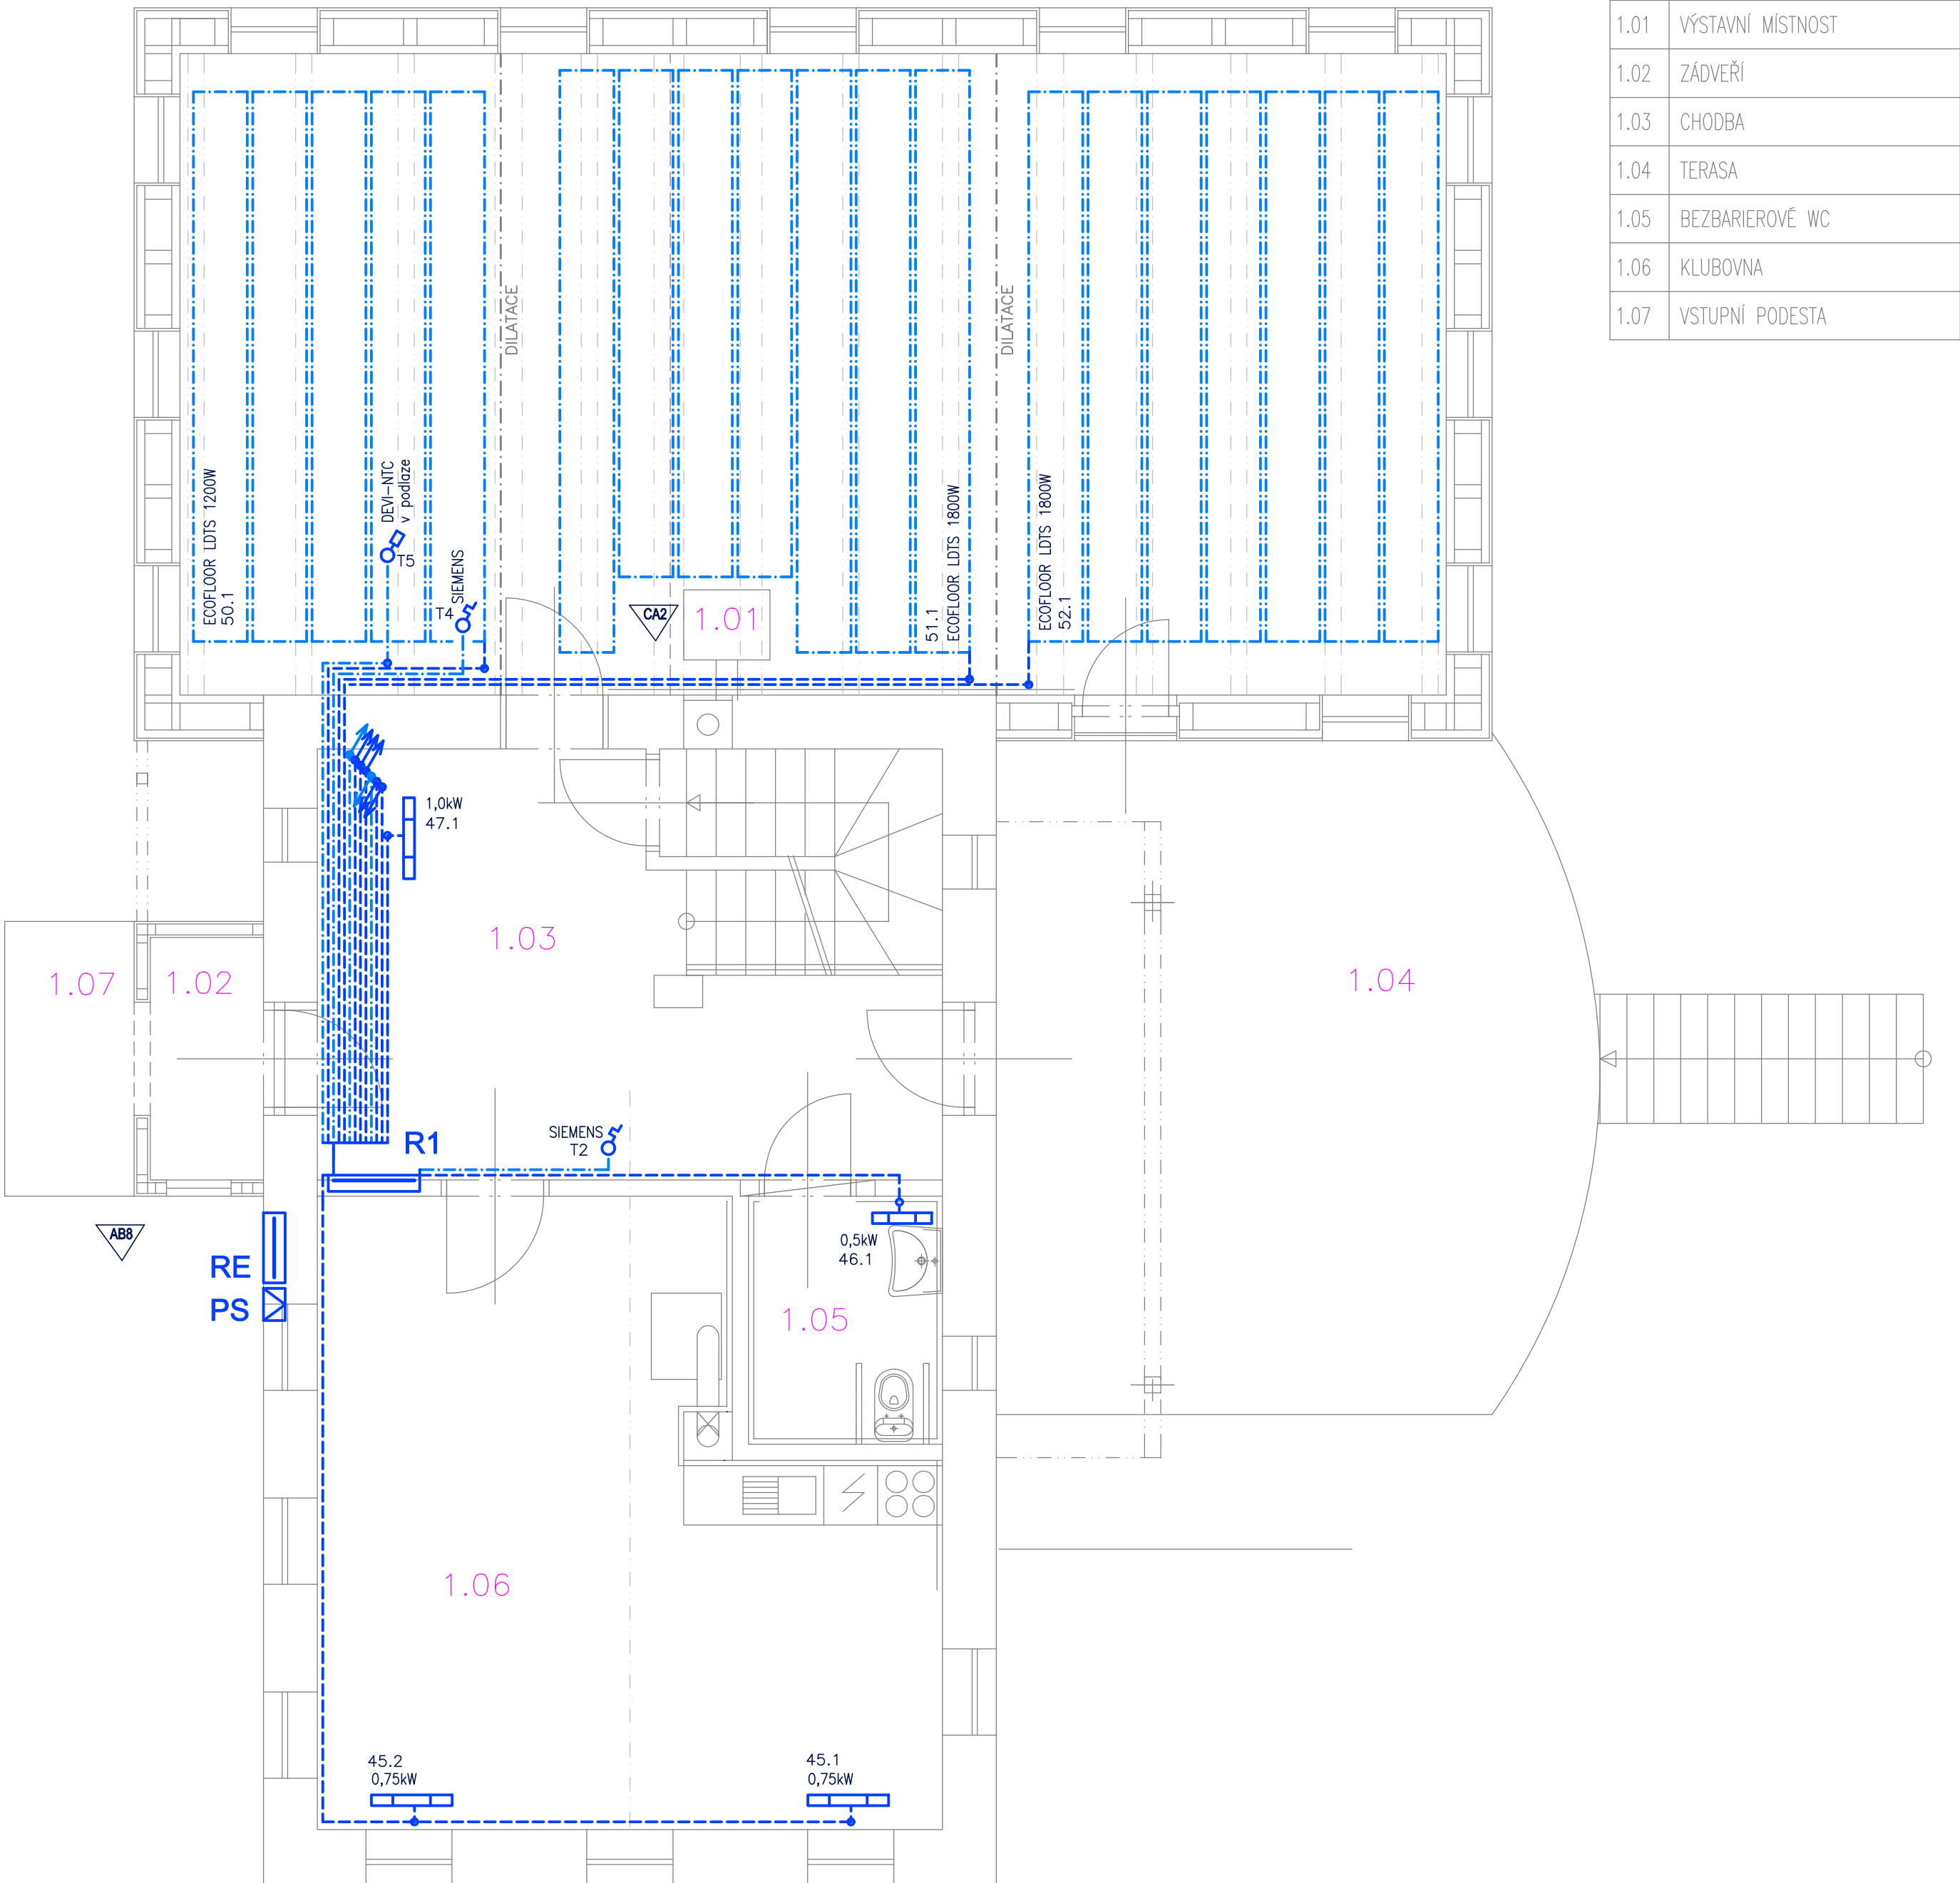 1.01 VÝSTAVNÍ MÍSTNOST
1.02 ZÁDVEŘÍ
1.03 CHODBA
1.04 TERASA
1.05 BEZBARIEROVÉ WC
1.06 KLUBOVNA
1.07 VSTUPNÍ PODESTA
DILATACE
DILATACE
ECOFLOOR LDTS 1200W
50.1
DEVI-NTC
v podlaze
T5
SIEMENS
T4
CA2
1.01
51.1
ECOFLOOR LDTS 1800W
ECOFLOOR LDTS 1800W
52.1
1,0kW
47.1
1.03
1.07
1.02
1.04
R1
SIEMENS
T2
AB8
RE
PS
0,5kW
46.1
1.05
1.06
45.2
0,75kW
45.1
0,75kW